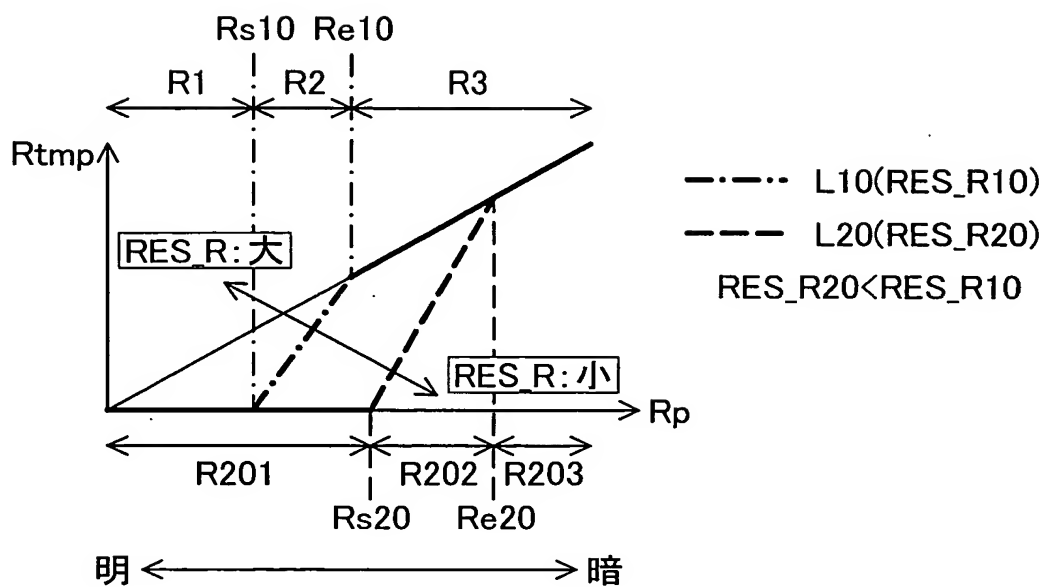 Rs10 Re10
R1 R2 R3
Rtmp
L10(RES_R10)
L20(RES_R20)
RES_R20<RES_R10
RES_R:大
RES_R:小
Rp
R201 R202 R203
Rs20 Re20
明 暗